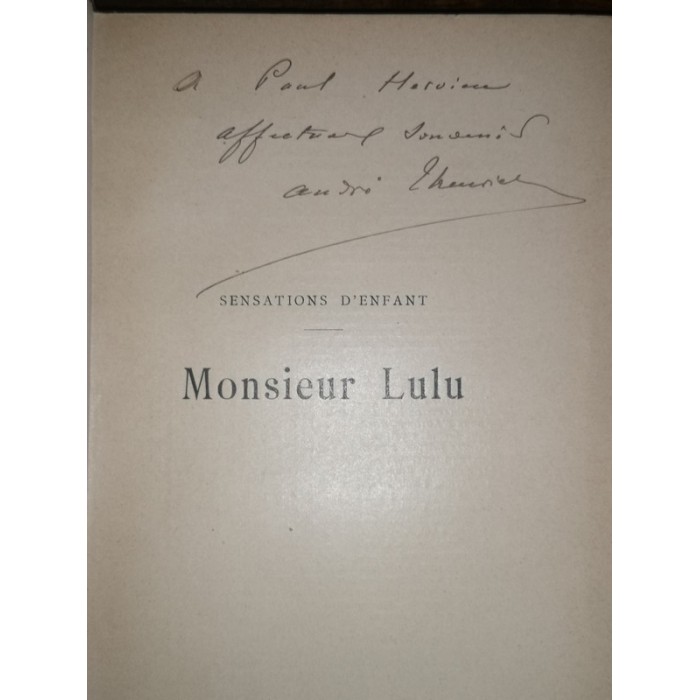 A Paul Hervieu
affectueux souvenir
André Theuriet
SENSATIONS D'ENFANT
Monsieur Lulu